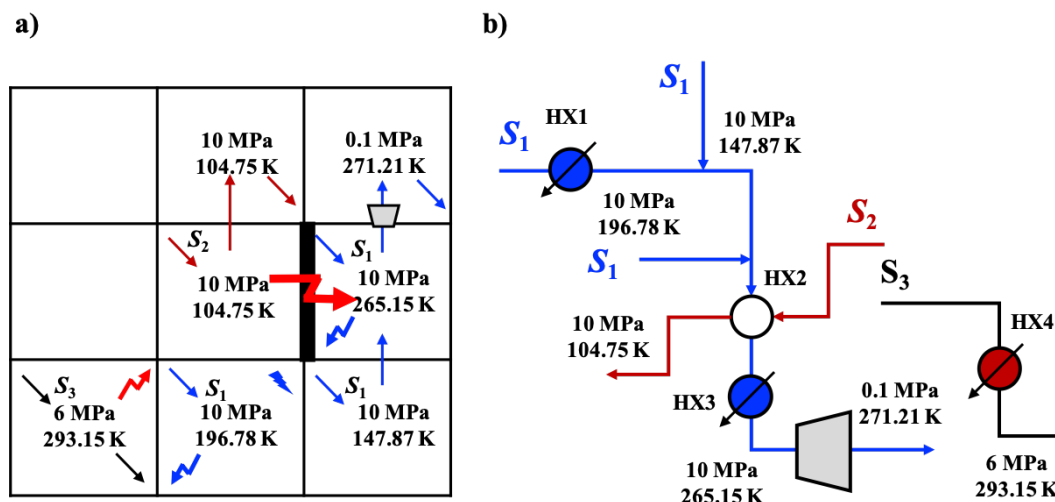 a)
10 MPa
104.75 K
0.1 MPa
271.21 K
S2
10 MPa
104.75 K
S1
10 MPa
265.15 K
S3
6 MPa
293.15 K
S1
10 MPa
196.78 K
S1
10 MPa
147.87 K
b)
S1
HX1
S1
10 MPa
147.87 K
10 MPa
196.78 K
S1
S2
HX2
S3
10 MPa
104.75 K
HX4
HX3
0.1 MPa
271.21 K
10 MPa
265.15 K
6 MPa
293.15 K